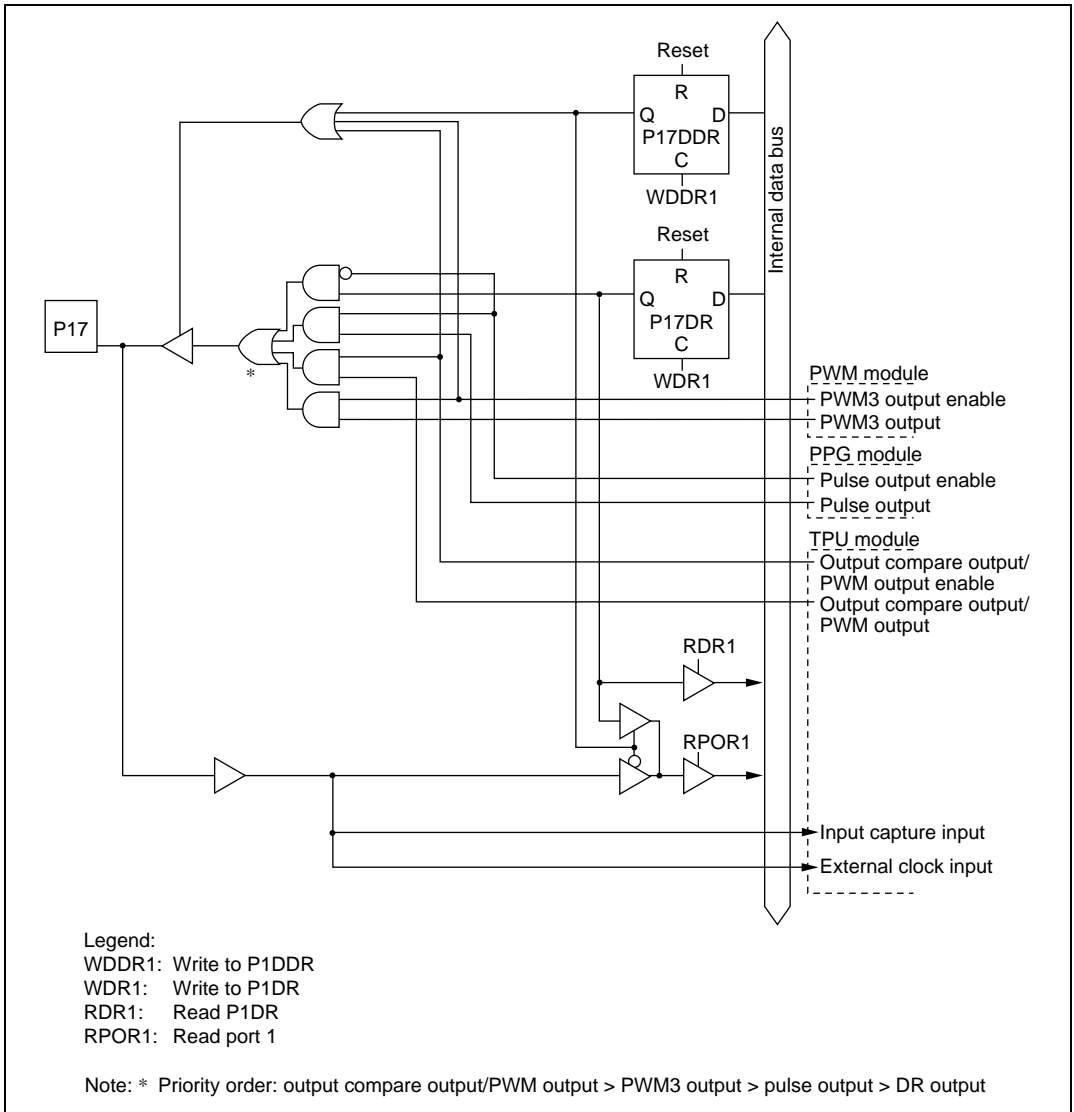 Reset
R
Q D
P17DDR
C
WDDR1
Internal data bus
Reset
R
Q D
P17DR
C
WDR1
P17
*
PWM module
PWM3 output enable
PWM3 output
PPG module
Pulse output enable
Pulse output
TPU module
Output compare output/
PWM output enable
Output compare output/
PWM output
RDR1
RPOR1
Input capture input
External clock input
Legend:
WDDR1: Write to P1DDR
WDR1: Write to P1DR
RDR1: Read P1DR
RPOR1: Read port 1
Note: * Priority order: output compare output/PWM output > PWM3 output > pulse output > DR output